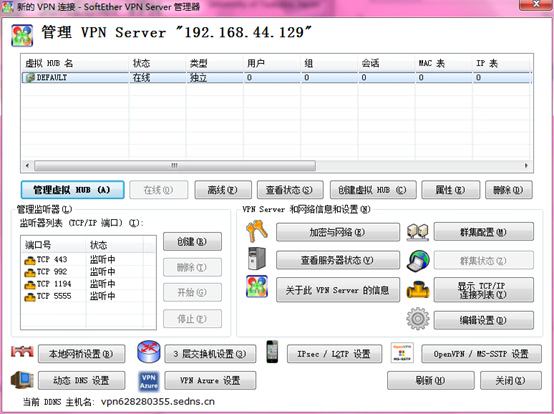 新的 VPN 连接 - SoftEther VPN Server 管理器
管理 VPN Server "192.168.44.129"
虚拟 HUB 名 状态 类型 用户 组 会话 MAC 表 IP 表
DEFAULT 在线 独立 0 0 0 0 0
管理虚拟 HUB (A) 在线(O) 离线(F) 查看状态(S) 创建虚拟 HUB (C) 属性(E) 删除(D)
管理监听器(L)
监听器列表 (TCP/IP 端口)(T):
端口号 状态
TCP 443 监听中
TCP 992 监听中
TCP 1194 监听中
TCP 5555 监听中
创建(R)
删除(I)
开始(G)
停止(P)
VPN Server 和网络信息和设置(N)
加密与网络(E) 群集配置(M)
查看服务器状态(V) 群集状态(Z)
关于此 VPN Server 的信息 显示 TCP/IP 连接列表(Y)
编辑设置(J)
本地网桥设置(B) 3 层交换机设置(3) IPsec / L2TP 设置 OpenVPN MS-SSTP OpenVPN / MS-SSTP 设置
动态 DNS 设置 VPN Azure VPN Azure 设置 刷新(H) 关闭(X)
当前 DDNS 主机名: vpn628280355.sedns.cn